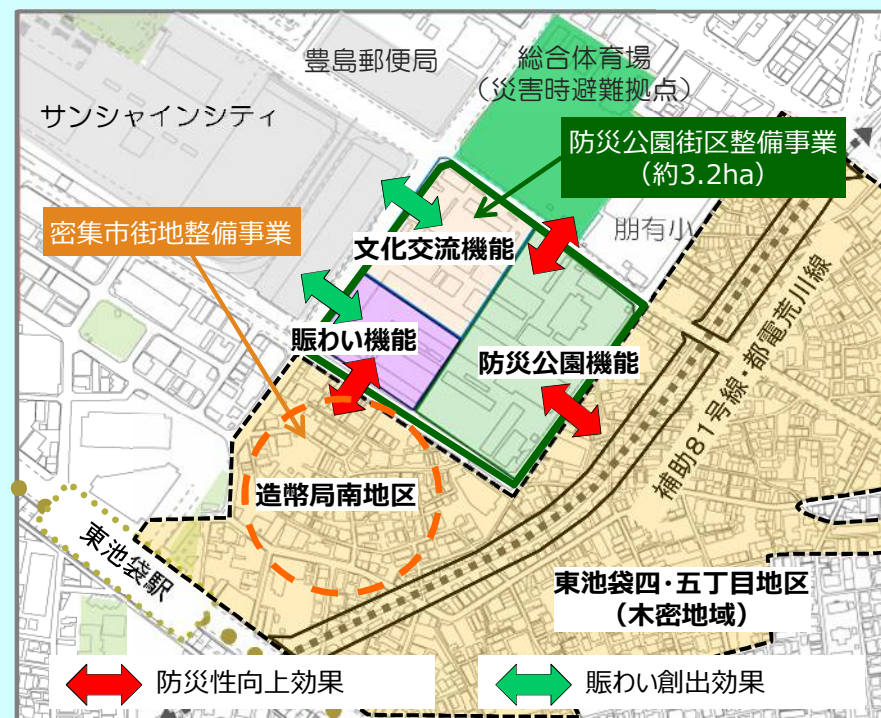 豊島郵便局
総合体育場
(災害時避難拠点)
サンシャインシティ
防災公園街区整備事業
(約3.2ha)
密集市街地整備事業
朋有小
文化交流機能
賑わい機能
防災公園機能
補助81号線・都電荒川線
造幣局南地区
東池袋駅
東池袋四・五丁目地区
(木密地域)
防災性向上効果
賑わい創出効果